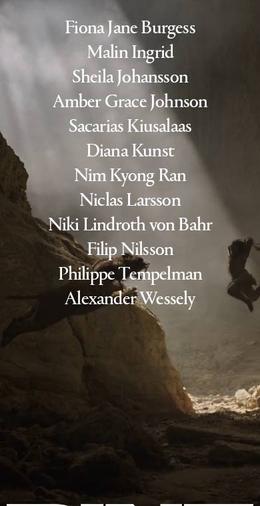 Fiona Jane Burgess
Malin Ingrid
Sheila Johansson
Amber Grace Johnson
Sacarias Kiusalaas
Diana Kunst
Nim Kyong Ran
Niclas Larsson
Niki Lindroth von Bahr
Filip Nilsson
Philippe Tempelman
Alexander Wessely